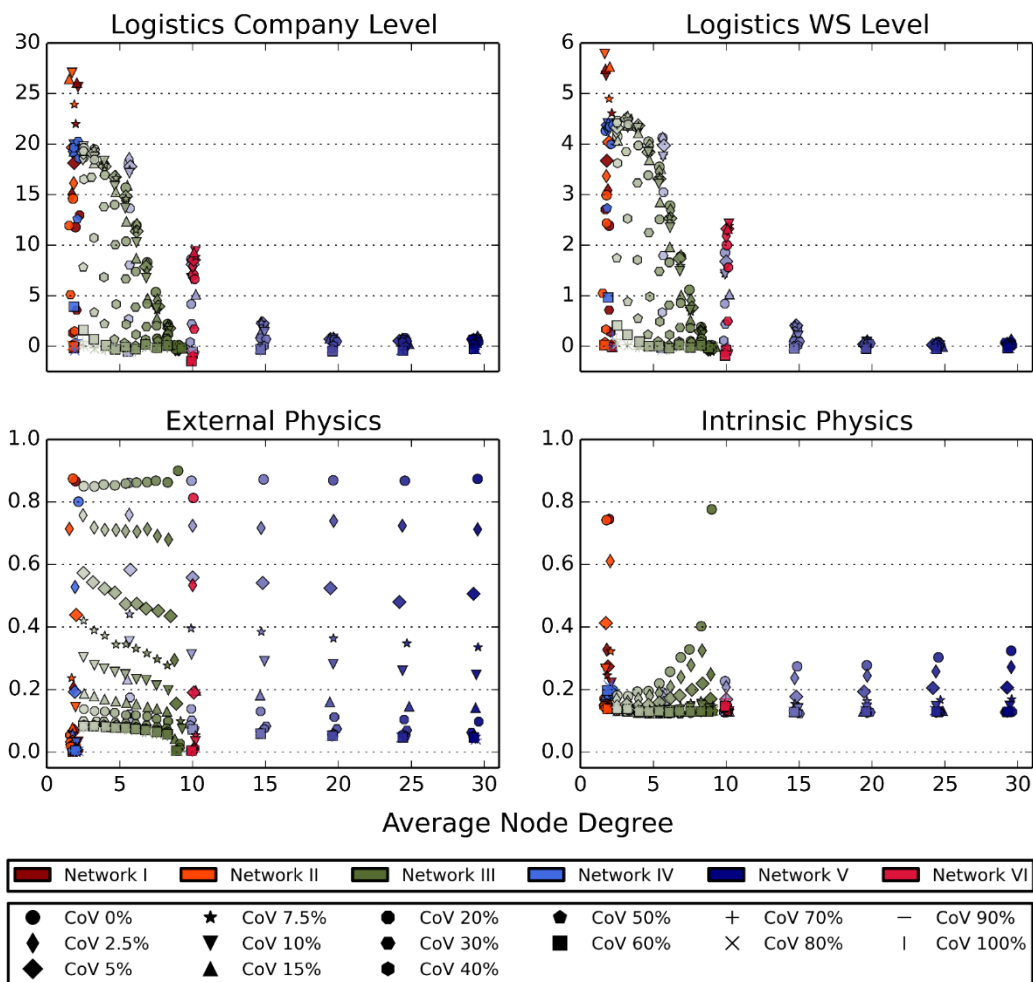 Logistics Company Level
30
25
20
15
10
5
0
Logistics WS Level
6
5
4
3
2
1
0
External Physics
1.0
0.8
0.6
0.4
0.2
0.0
0 5 10 15 20 25 30
Intrinsic Physics
1.0
0.8
0.6
0.4
0.2
0.0
0 5 10 15 20 25 30
Average Node Degree
Network I Network II Network III Network IV Network V Network VI
CoV 0% CoV 7.5% CoV 20% CoV 50% CoV 70% CoV 90%
CoV 2.5% CoV 10% CoV 30% CoV 60% CoV 80% CoV 100%
CoV 5% CoV 15% CoV 40%